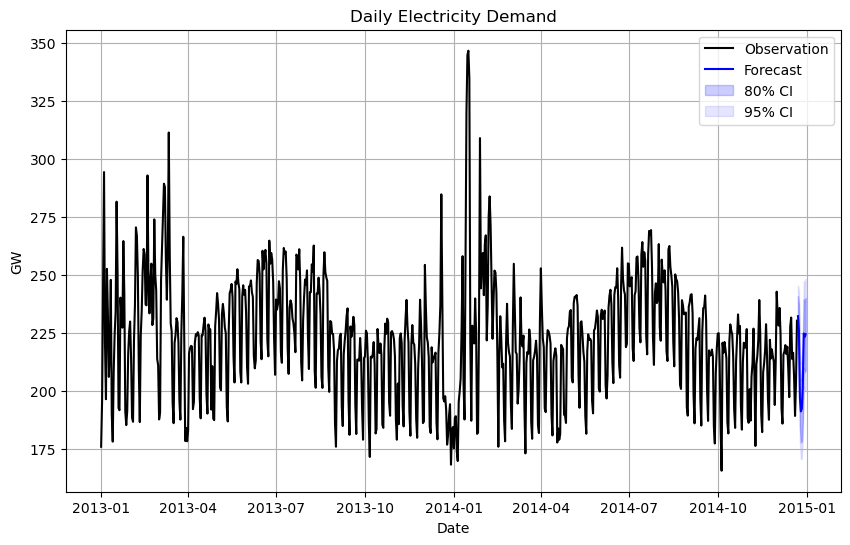 Daily Electricity Demand
Observation
Forecast
80% CI
95% CI
350
325
300
275
250
225
200
175
GW
2013-01 2013-04 2013-07 2013-10 2014-01 2014-04 2014-07 2014-10 2015-01
Date